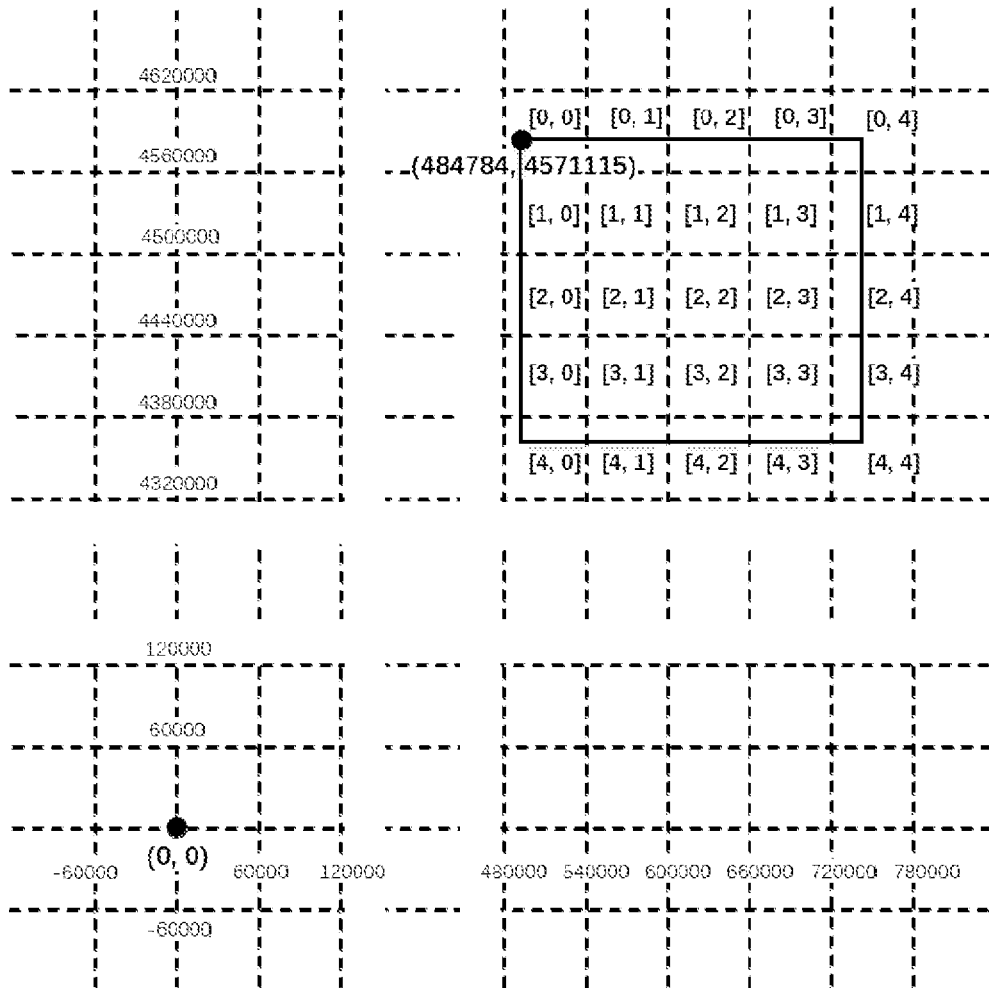 4620000
[0, 0] [0, 1] [0, 2] [0, 3] [0, 4]
4560000
(484784, 4571115)
[1, 0] [1, 1] [1, 2] [1, 3] [1, 4]
4500000
[2, 0] [2, 1] [2, 2] [2, 3] [2, 4]
4440000
[3, 0] [3, 1] [3, 2] [3, 3] [3, 4]
4380000
[4, 0] [4, 1] [4, 2] [4, 3] [4, 4]
4320000
120000
60000
(0, 0)
-60000 60000 120000 480000 540000 600000 660000 720000 780000
-60000